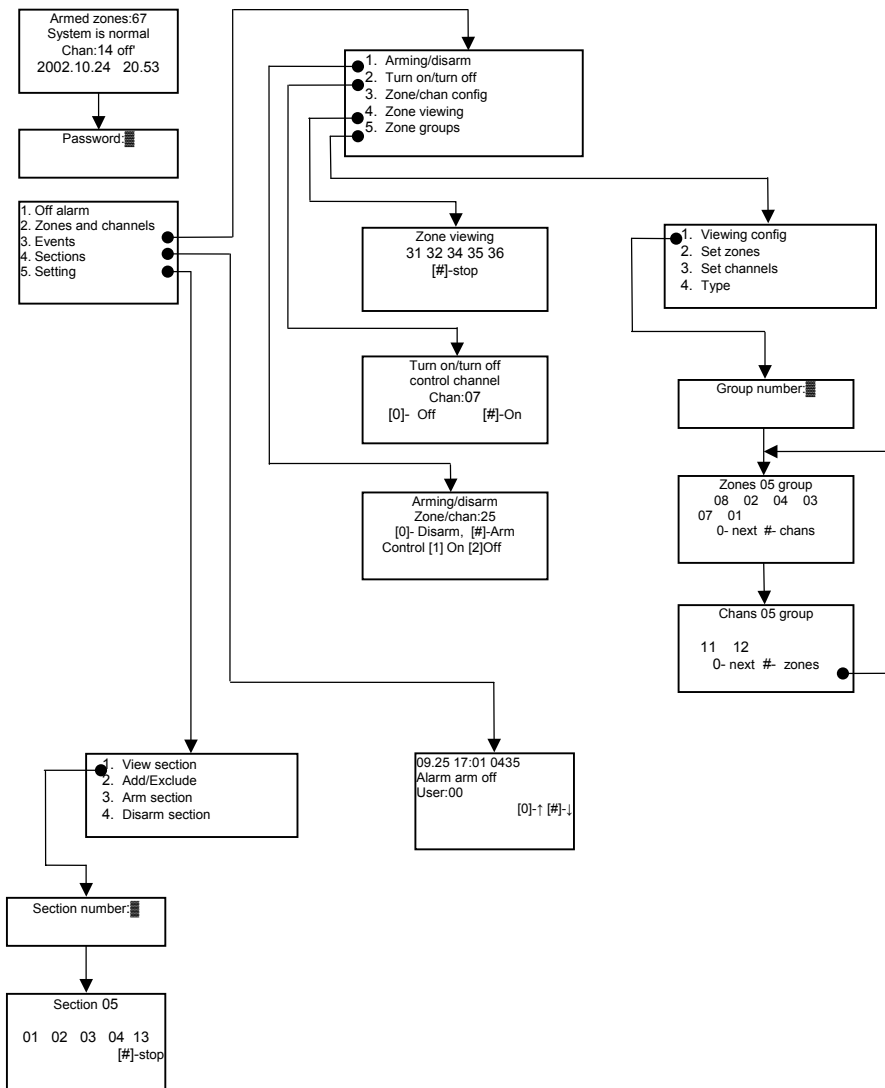 Armed zones:67
System is normal
Chan:14 off'
2002.10.24 20.53
Password:
1. Off alarm
2. Zones and channels
3. Events
4. Sections
5. Setting
1. Arming/disarm
2. Turn on/turn off
3. Zone/chan config
4. Zone viewing
5. Zone groups
Zone viewing
31 32 34 35 36
[#]-stop
Turn on/turn off
control channel
Chan:07
[0]- Off [#]-On
Arming/disarm
Zone/chan:25
[0]- Disarm, [#]-Arm
Control [1] On [2]Off
1. Viewing config
2. Set zones
3. Set channels
4. Type
Group number:
Zones 05 group
08 02 04 03
07 01
0- next #- chans
Chans 05 group
11 12
0- next #- zones
1. View section
2. Add/Exclude
3. Arm section
4. Disarm section
09.25 17:01 0435
Alarm arm off
User:00
[0]-↑ [#]-↓
Section number:
Section 05
01 02 03 04 13
[#]-stop